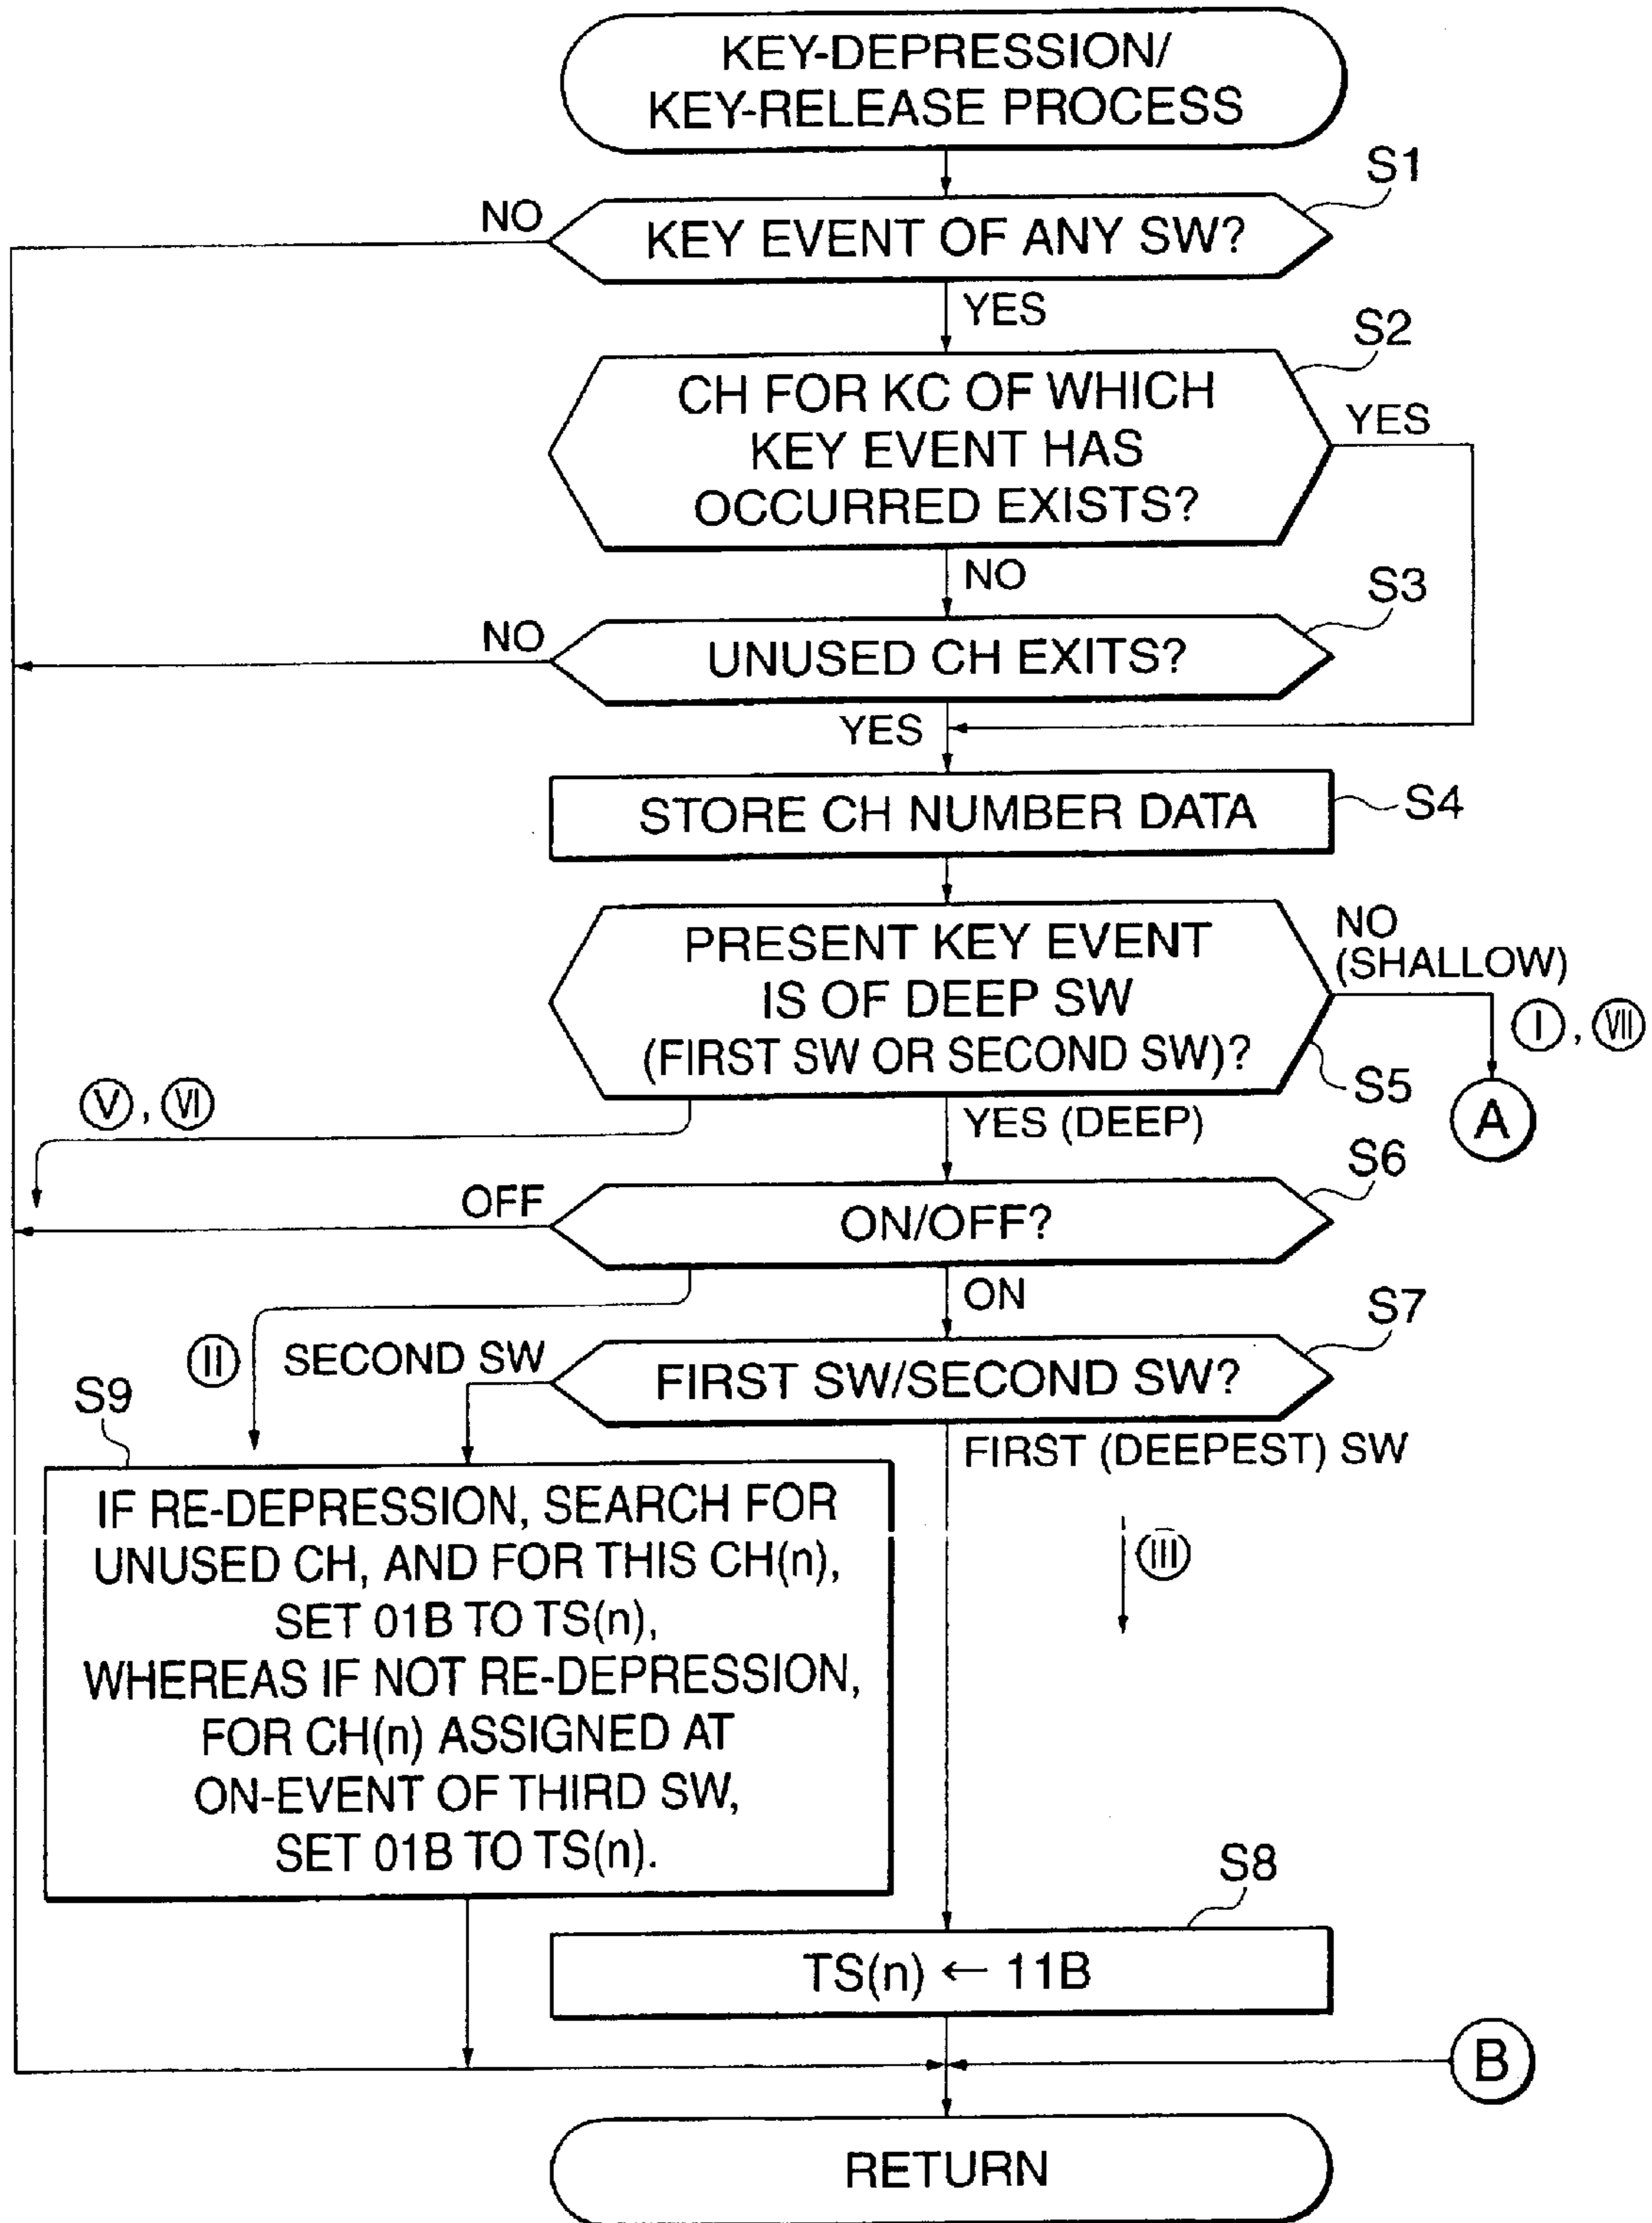 KEY-DEPRESSION/
KEY-RELEASE PROCESS
S1
NO
KEY EVENT OF ANY SW?
YES
S2
CH FOR KC OF WHICH
KEY EVENT HAS
OCCURRED EXISTS?
YES
NO
S3
NO
UNUSED CH EXITS?
YES
STORE CH NUMBER DATA
S4
PRESENT KEY EVENT
IS OF DEEP SW
(FIRST SW OR SECOND SW)?
NO
(SHALLOW)
I, VII
S5
A
V, VI
YES (DEEP)
S6
OFF
ON/OFF?
ON
S7
II
SECOND SW
FIRST SW/SECOND SW?
S9
FIRST (DEEPEST) SW
III
IF RE-DEPRESSION, SEARCH FOR
UNUSED CH, AND FOR THIS CH(n),
SET 01B TO TS(n),
WHEREAS IF NOT RE-DEPRESSION,
FOR CH(n) ASSIGNED AT
ON-EVENT OF THIRD SW,
SET 01B TO TS(n).
S8
TS(n) ← 11B
B
RETURN